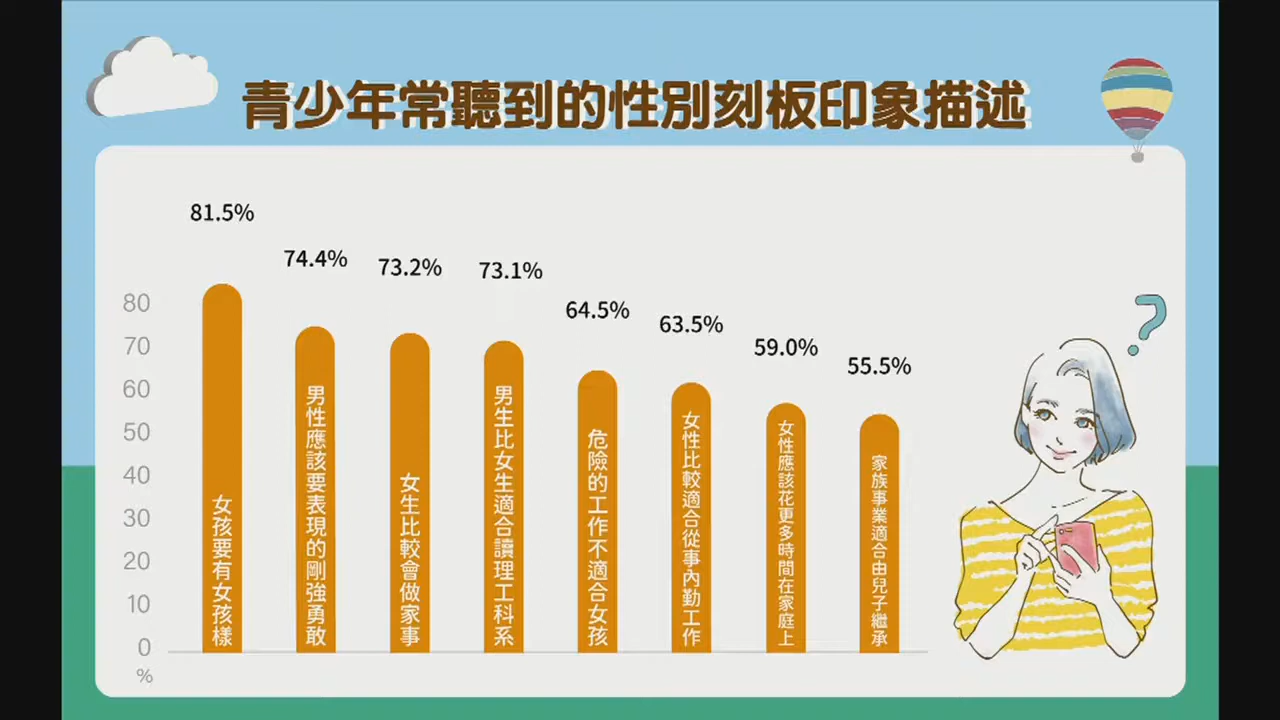 青少年常聽到的性別刻板印象描述
81.5%
74.4%
73.2%
73.1%
64.5%
63.5%
59.0%
55.5%
80
70
60
50
40
30
20
10
0
%
女孩要有女孩樣
男性應該要表現的剛強勇敢
女生比較會做家事
男生比女生適合讀理工科系
危險的工作不適合女孩
女性比較適合從事內勤工作
女性應該花更多時間在家庭上
家族事業適合由兒子繼承
?